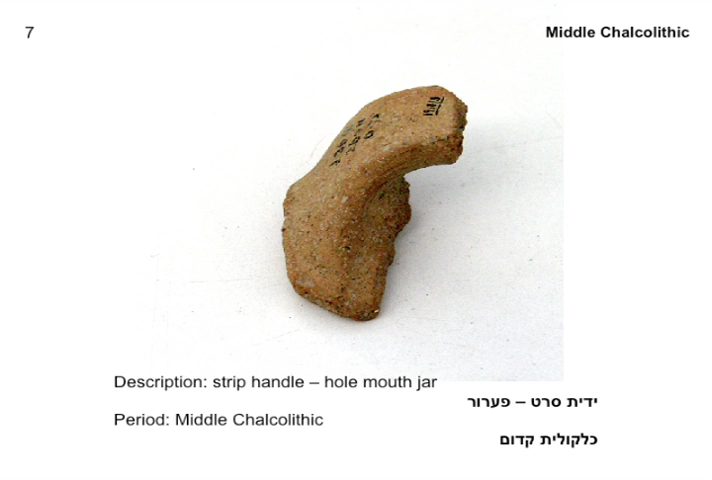 7
Middle Chalcolithic
Description: strip handle – hole mouth jar
ידית סרט – פערור
Period: Middle Chalcolithic
כלקולית קדום